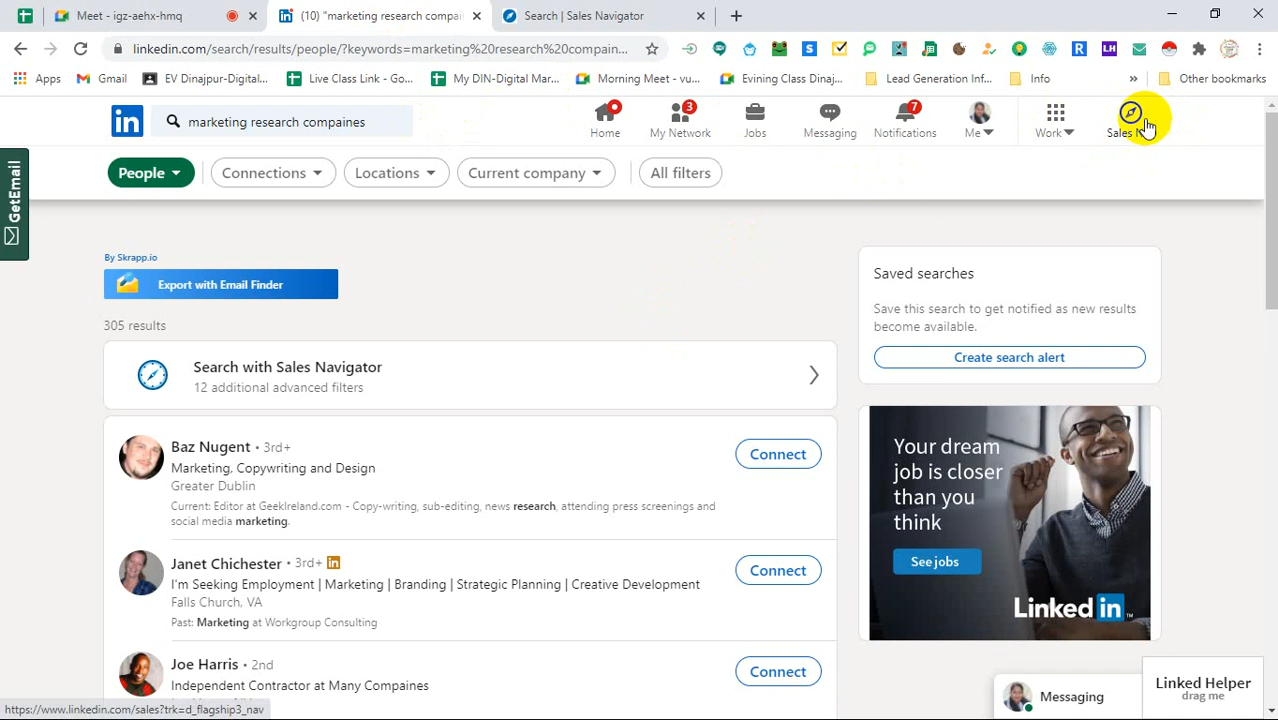 Meet - igz-aehx-hmq
(10) "marketing research compai
Search | Sales Navigator
linkedin.com/search/results/people/?keywords=marketing%20research%20compain...
Apps
Gmail
EV Dinajpur-Digital...
Live Class Link - Go...
My DIN-Digital Mar...
Morning Meet - vu...
Evining Class Dinaj...
Lead Generation Inf...
Info
Other bookmarks
in
marketing research compaines
Home
3
My Network
Jobs
Messaging
7
Notifications
Me
Work
Sales N
People
Connections
Locations
Current company
All filters
GetEmail
By Skrapp.io
Export with Email Finder
305 results
Search with Sales Navigator
12 additional advanced filters
Baz Nugent • 3rd+
Marketing, Copywriting and Design
Greater Dublin
Current: Editor at GeekIreland.com - Copy-writing, sub-editing, news research, attending press screenings and
social media marketing.
Connect
Janet Chichester • 3rd+ in
I'm Seeking Employment | Marketing | Branding | Strategic Planning | Creative Development
Falls Church, VA
Past: Marketing at Workgroup Consulting
Connect
Joe Harris • 2nd
Independent Contractor at Many Compaines
Connect
Saved searches
Save this search to get notified as new results
become available.
Create search alert
Your dream
job is closer
than you
think
See jobs
Linked in
Messaging
Linked Helper
drag me
https://www.linkedin.com/sales?trk=d_flagship3_nav